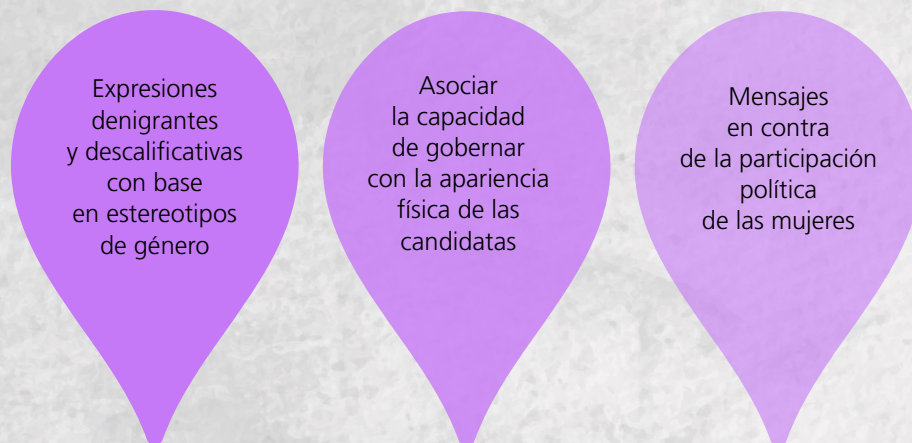 Expresiones
denigrantes
y descalificativas
con base
en estereotipos
de género
Asociar
la capacidad
de gobernar
con la apariencia
física de las
candidatas
Mensajes
en contra
de la participación
política
de las mujeres